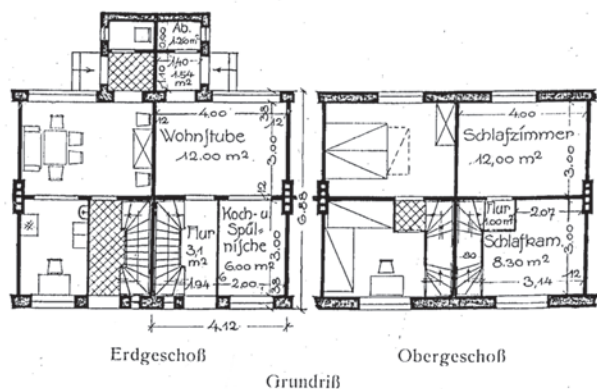 Ab.
1.20 m²
0.90
1.40
1.54
m²
1.10
4.00
12
Wohnſtube
12.00 m²
38
12
3.00
Flur
3,1
m²
1.94
Koch- u
Spül-
niſche
6.00 m²
6
2.00
3.00
38
6.88
4.12
4.00
Schlafzimmer
12,00 m²
3.00
Flur
1.00 m²
2.07
Schlafkam.
8.30 m²
80
3.00
12
3,14
Erdgeschoß
Obergeschoß
Grundriß